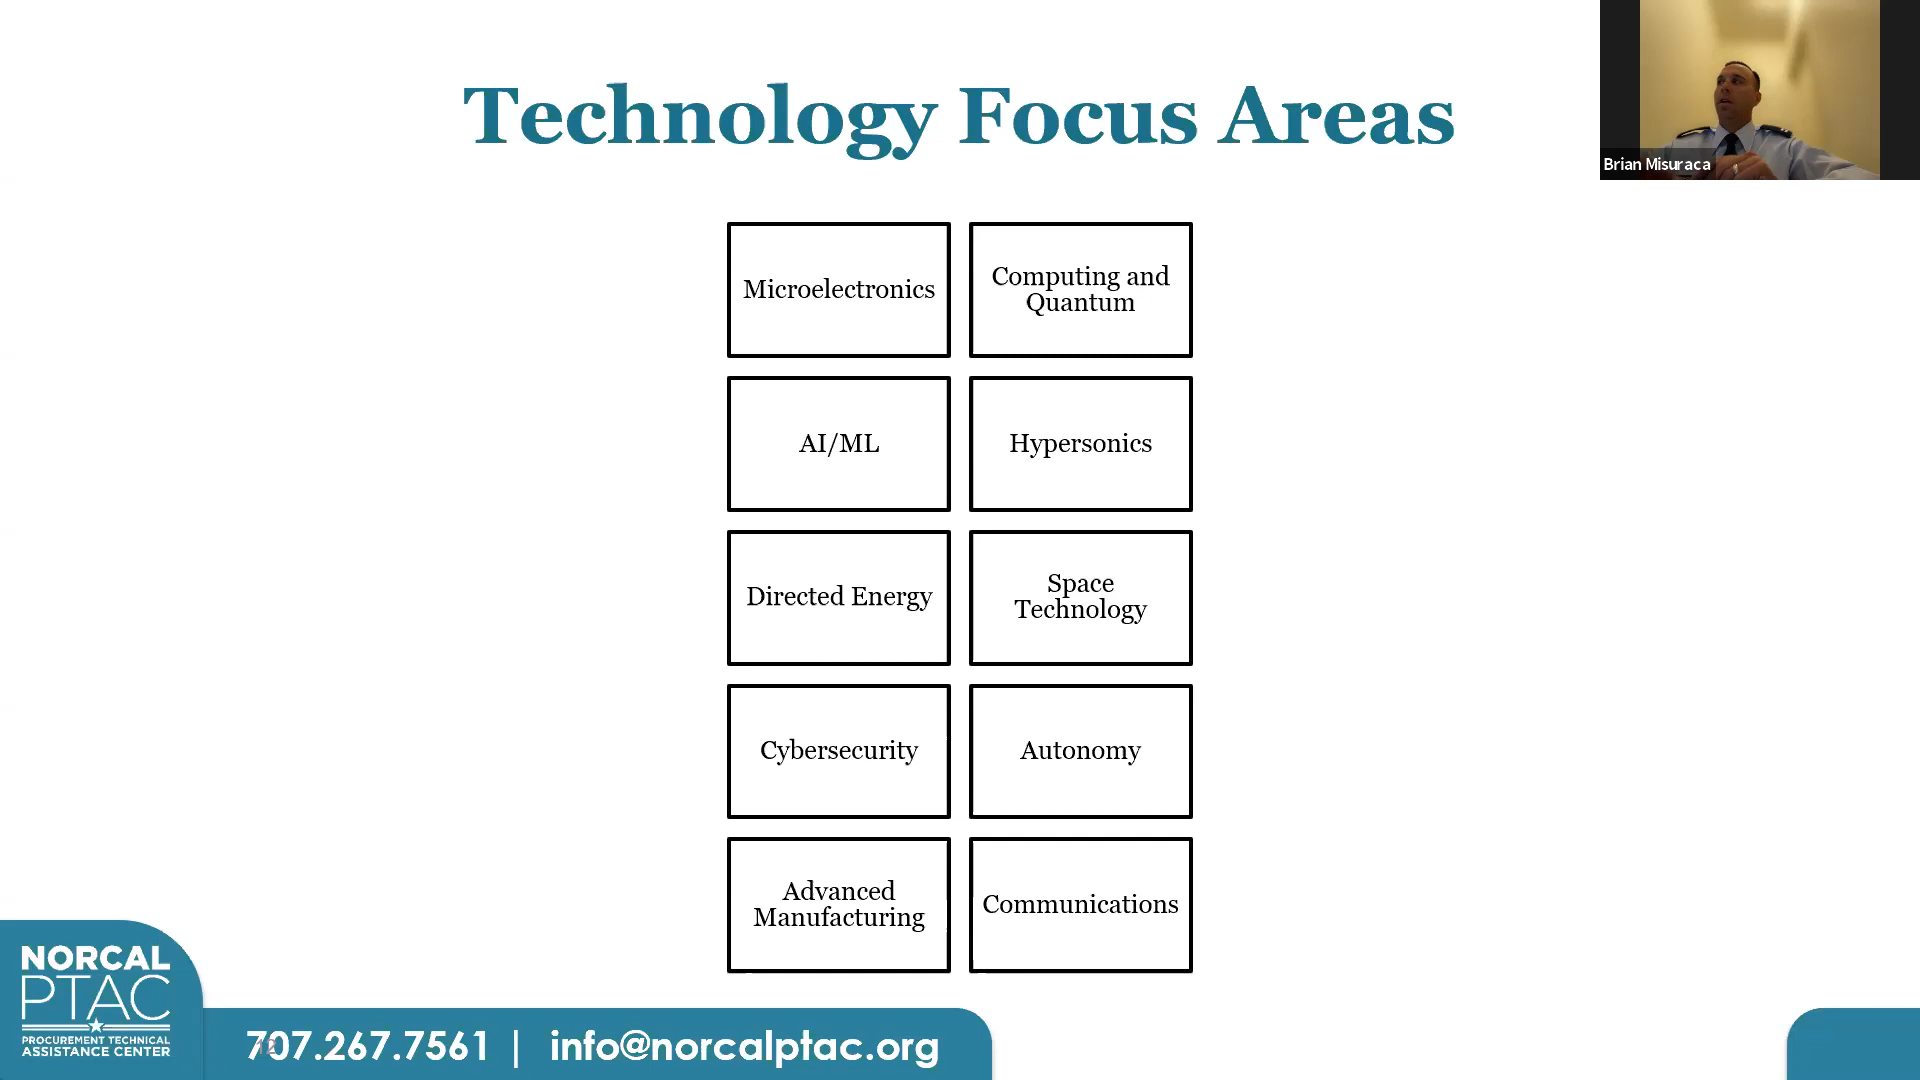 Technology Focus Areas
Brian Misuraca
Microelectronics
Computing and
Quantum
AI/ML
Hypersonics
Directed Energy
Space
Technology
Cybersecurity
Autonomy
Advanced
Manufacturing
Communications
NORCAL
PTAC
PROCUREMENT TECHNICAL
ASSISTANCE CENTER
12
707.267.7561 | info@norcalptac.org